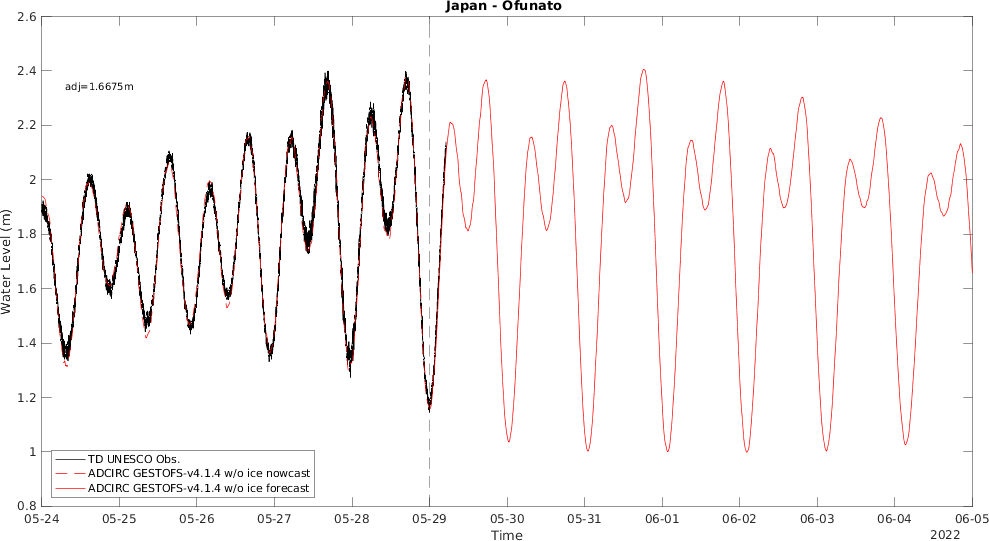 Japan - Ofunato
2.6
2.4
2.2
2
1.8
1.6
1.4
1.2
1
0.8
Water Level (m)
adj=1.6675m
TD UNESCO Obs.
ADCIRC GESTOFS-v4.1.4 w/o ice nowcast
ADCIRC GESTOFS-v4.1.4 w/o ice forecast
05-24 05-25 05-26 05-27 05-28 05-29 05-30 05-31 06-01 06-02 06-03 06-04 06-05
Time
2022